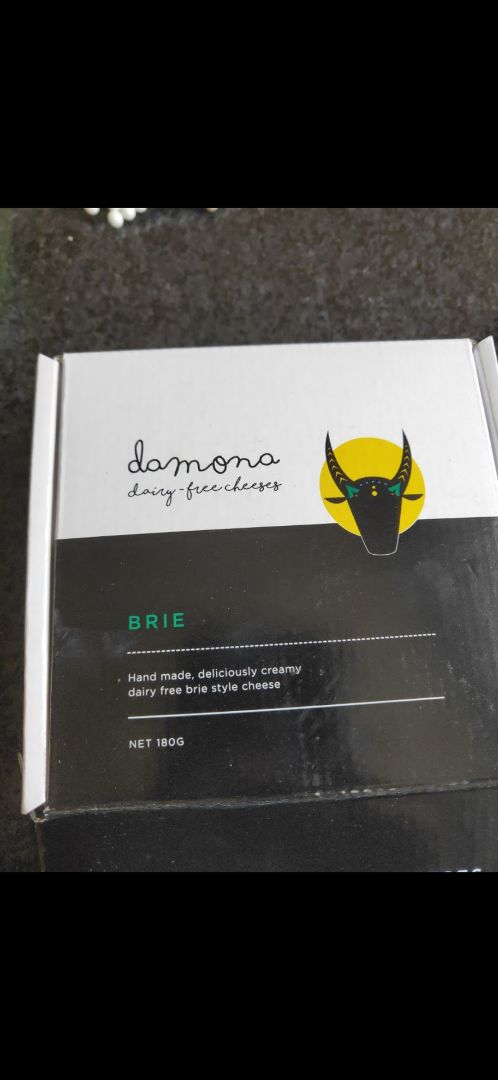 damona
dairy-free cheeses
BRIE
Hand made, deliciously creamy
dairy free brie style cheese
NET 180G